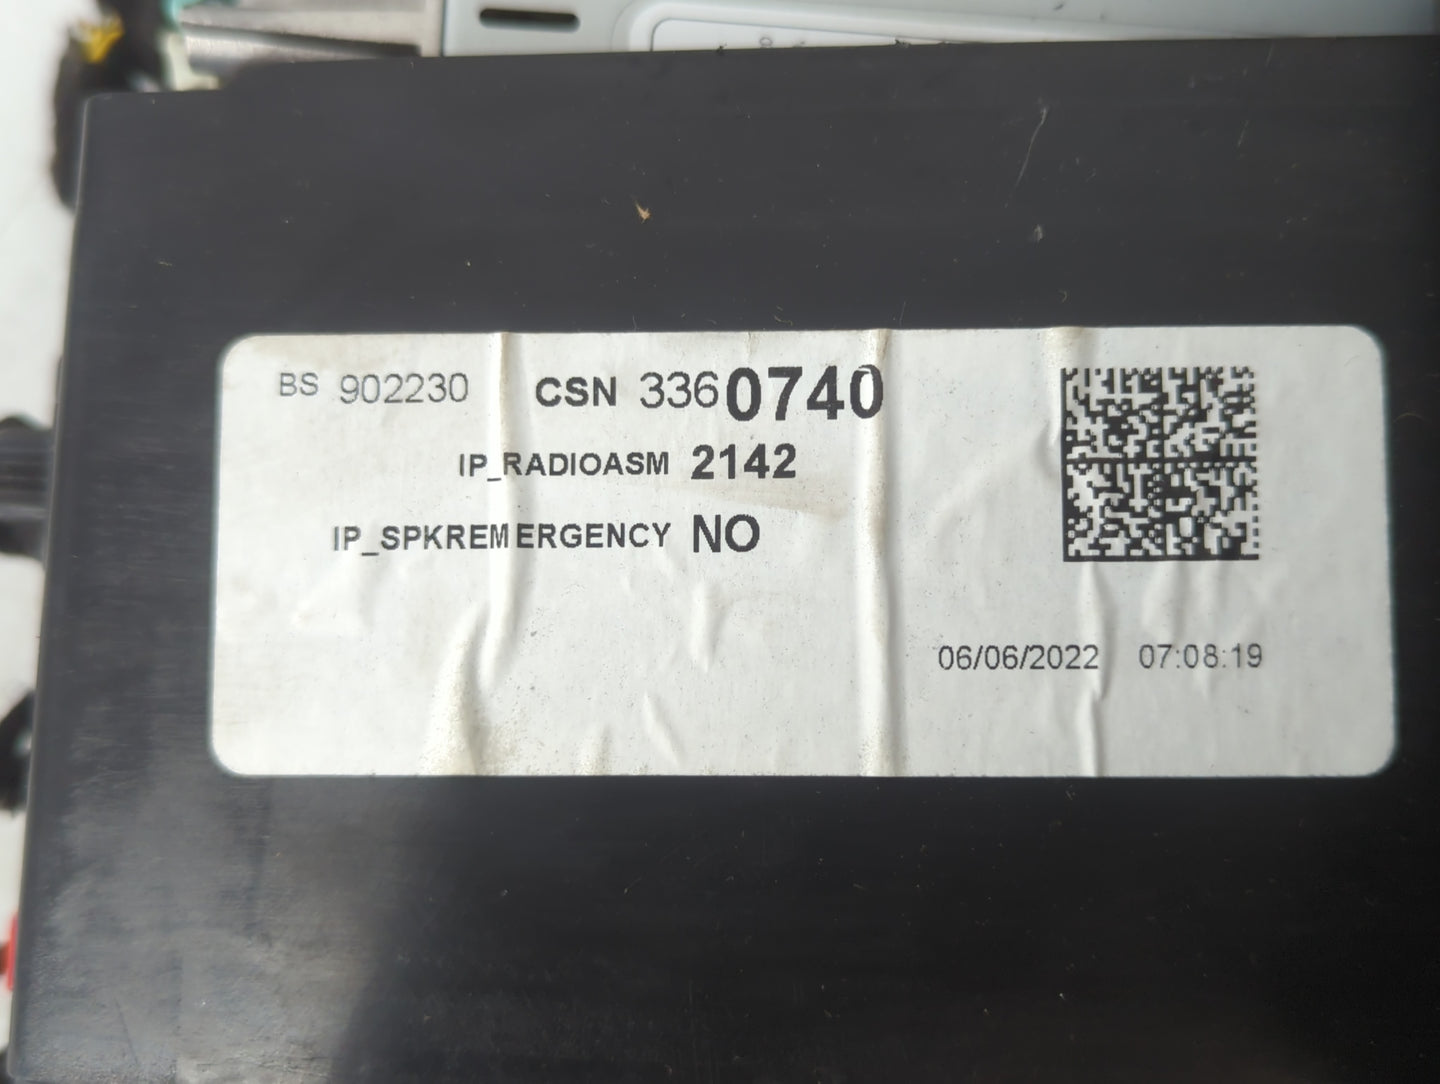 BS 902230 CSN 3360740
IP_RADIOASM 2142
IP_SPKREMERGENCY NO
06/06/2022 07:08:19